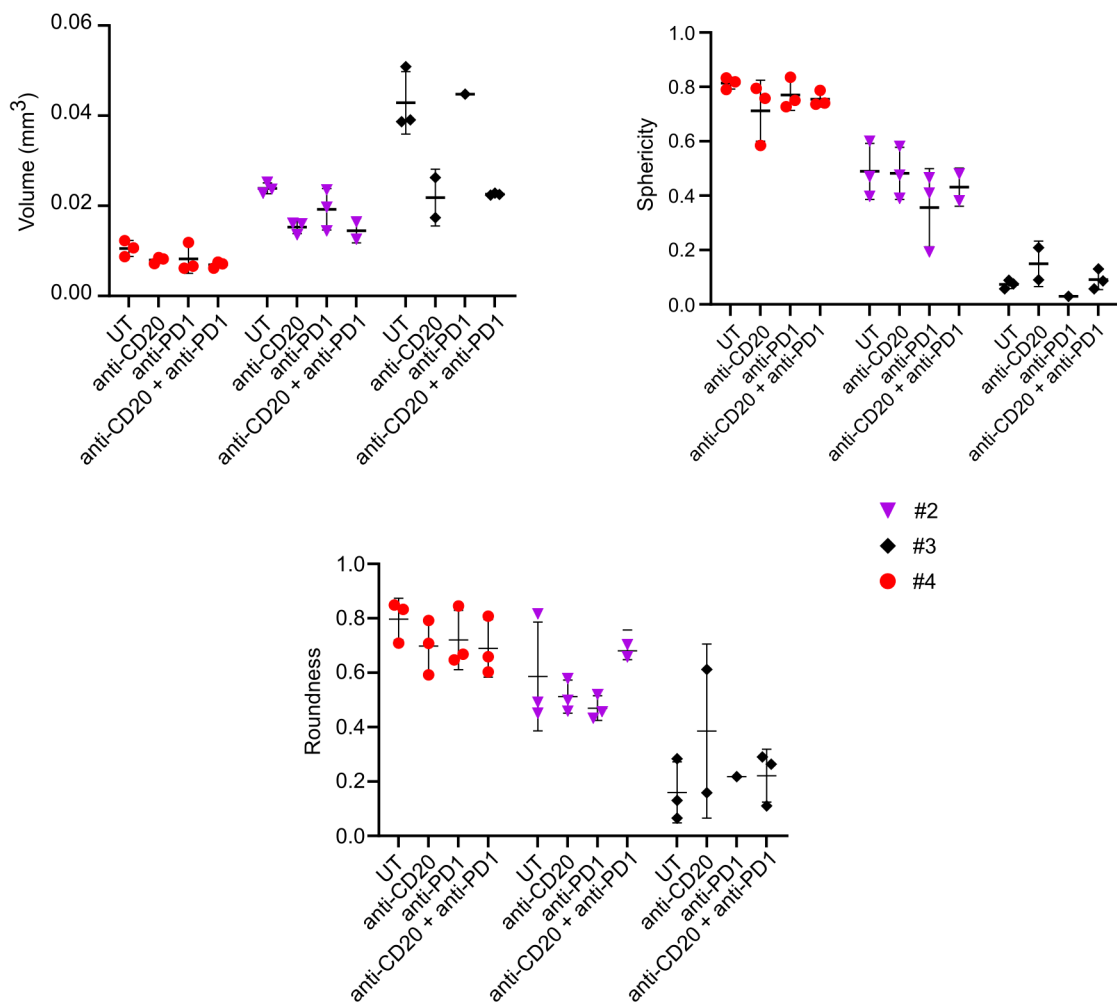 Volume (mm³)
0.06
0.04
0.02
0.00
UT
anti-CD20
anti-PD1
anti-CD20 + anti-PD1
UT
anti-CD20
anti-PD1
anti-CD20 + anti-PD1
UT
anti-CD20
anti-PD1
anti-CD20 + anti-PD1
Sphericity
1.0
0.8
0.6
0.4
0.2
0.0
UT
anti-CD20
anti-PD1
anti-CD20 + anti-PD1
UT
anti-CD20
anti-PD1
anti-CD20 + anti-PD1
UT
anti-CD20
anti-PD1
anti-CD20 + anti-PD1
#2
#3
#4
Roundness
1.0
0.8
0.6
0.4
0.2
0.0
UT
anti-CD20
anti-PD1
anti-CD20 + anti-PD1
UT
anti-CD20
anti-PD1
anti-CD20 + anti-PD1
UT
anti-CD20
anti-PD1
anti-CD20 + anti-PD1